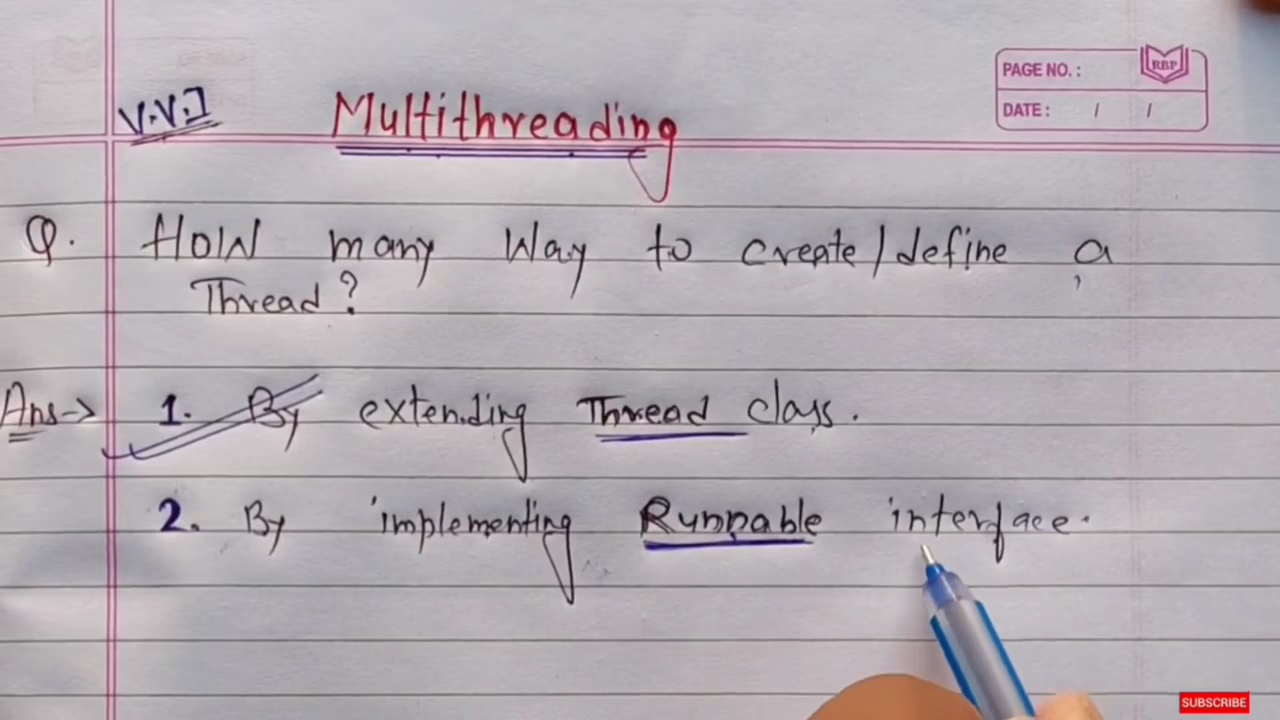 PAGE NO. :
RBP
DATE : / /
V.V.I Multithreading
Q. HOW many Way to create/define a
Thread?
Ans-> 1. By extending Thread class.
2. By implementing Runnable interface.
SUBSCRIBE